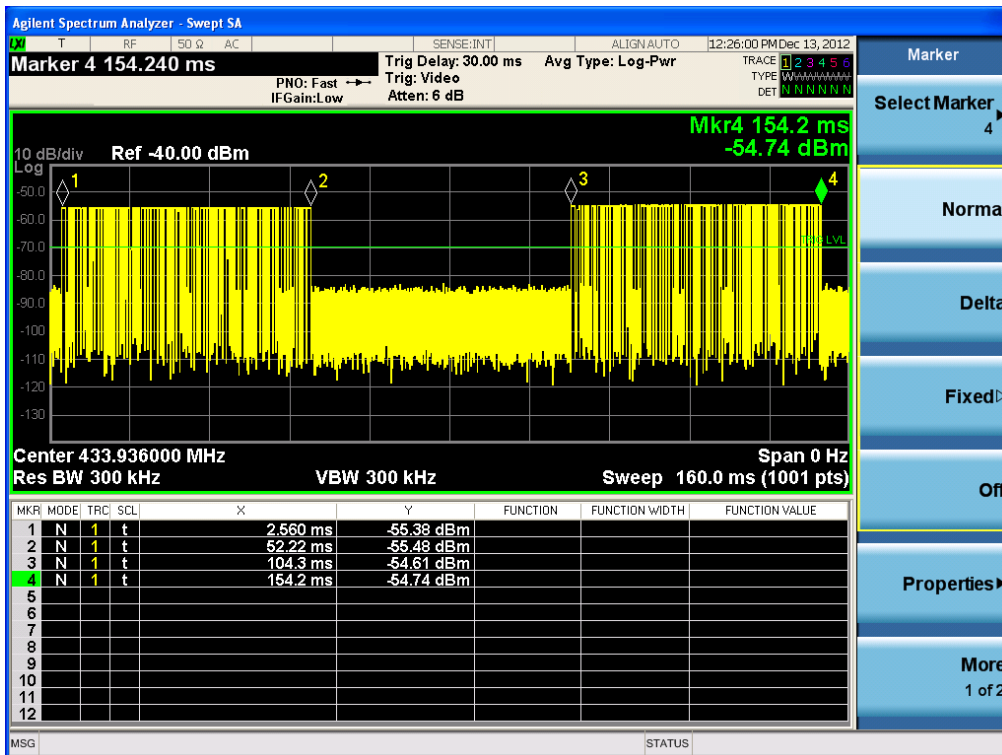 Agilent Spectrum Analyzer - Swept SA
LXI T RF 50 Ω AC SENSE:INT ALIGN AUTO 12:26:00 PM Dec 13, 2012
Marker 4 154.240 ms
PNO: Fast
IFGain:Low
Trig Delay: 30.00 ms
Trig: Video
Atten: 6 dB
Avg Type: Log-Pwr
TRACE 1 2 3 4 5 6
TYPE
DET N N N N N N
Mkr4 154.2 ms
-54.74 dBm
10 dB/div Ref -40.00 dBm
Log
1 2 3 4
-50.0
-60.0
-70.0
LVL
-80.0
-90.0
-100
-110
-120
-130
Center 433.936000 MHz Span 0 Hz
Res BW 300 kHz VBW 300 kHz Sweep 160.0 ms (1001 pts)
MKR MODE TRC SCL X Y FUNCTION FUNCTION WIDTH FUNCTION VALUE
1 N 1 t 2.560 ms -55.38 dBm
2 N 1 t 52.22 ms -55.48 dBm
3 N 1 t 104.3 ms -54.61 dBm
4 N 1 t 154.2 ms -54.74 dBm
5
6
7
8
9
10
11
12
MSG STATUS
Marker
Select Marker
4
Norma
Delta
Fixed
Off
Properties
More
1 of 2